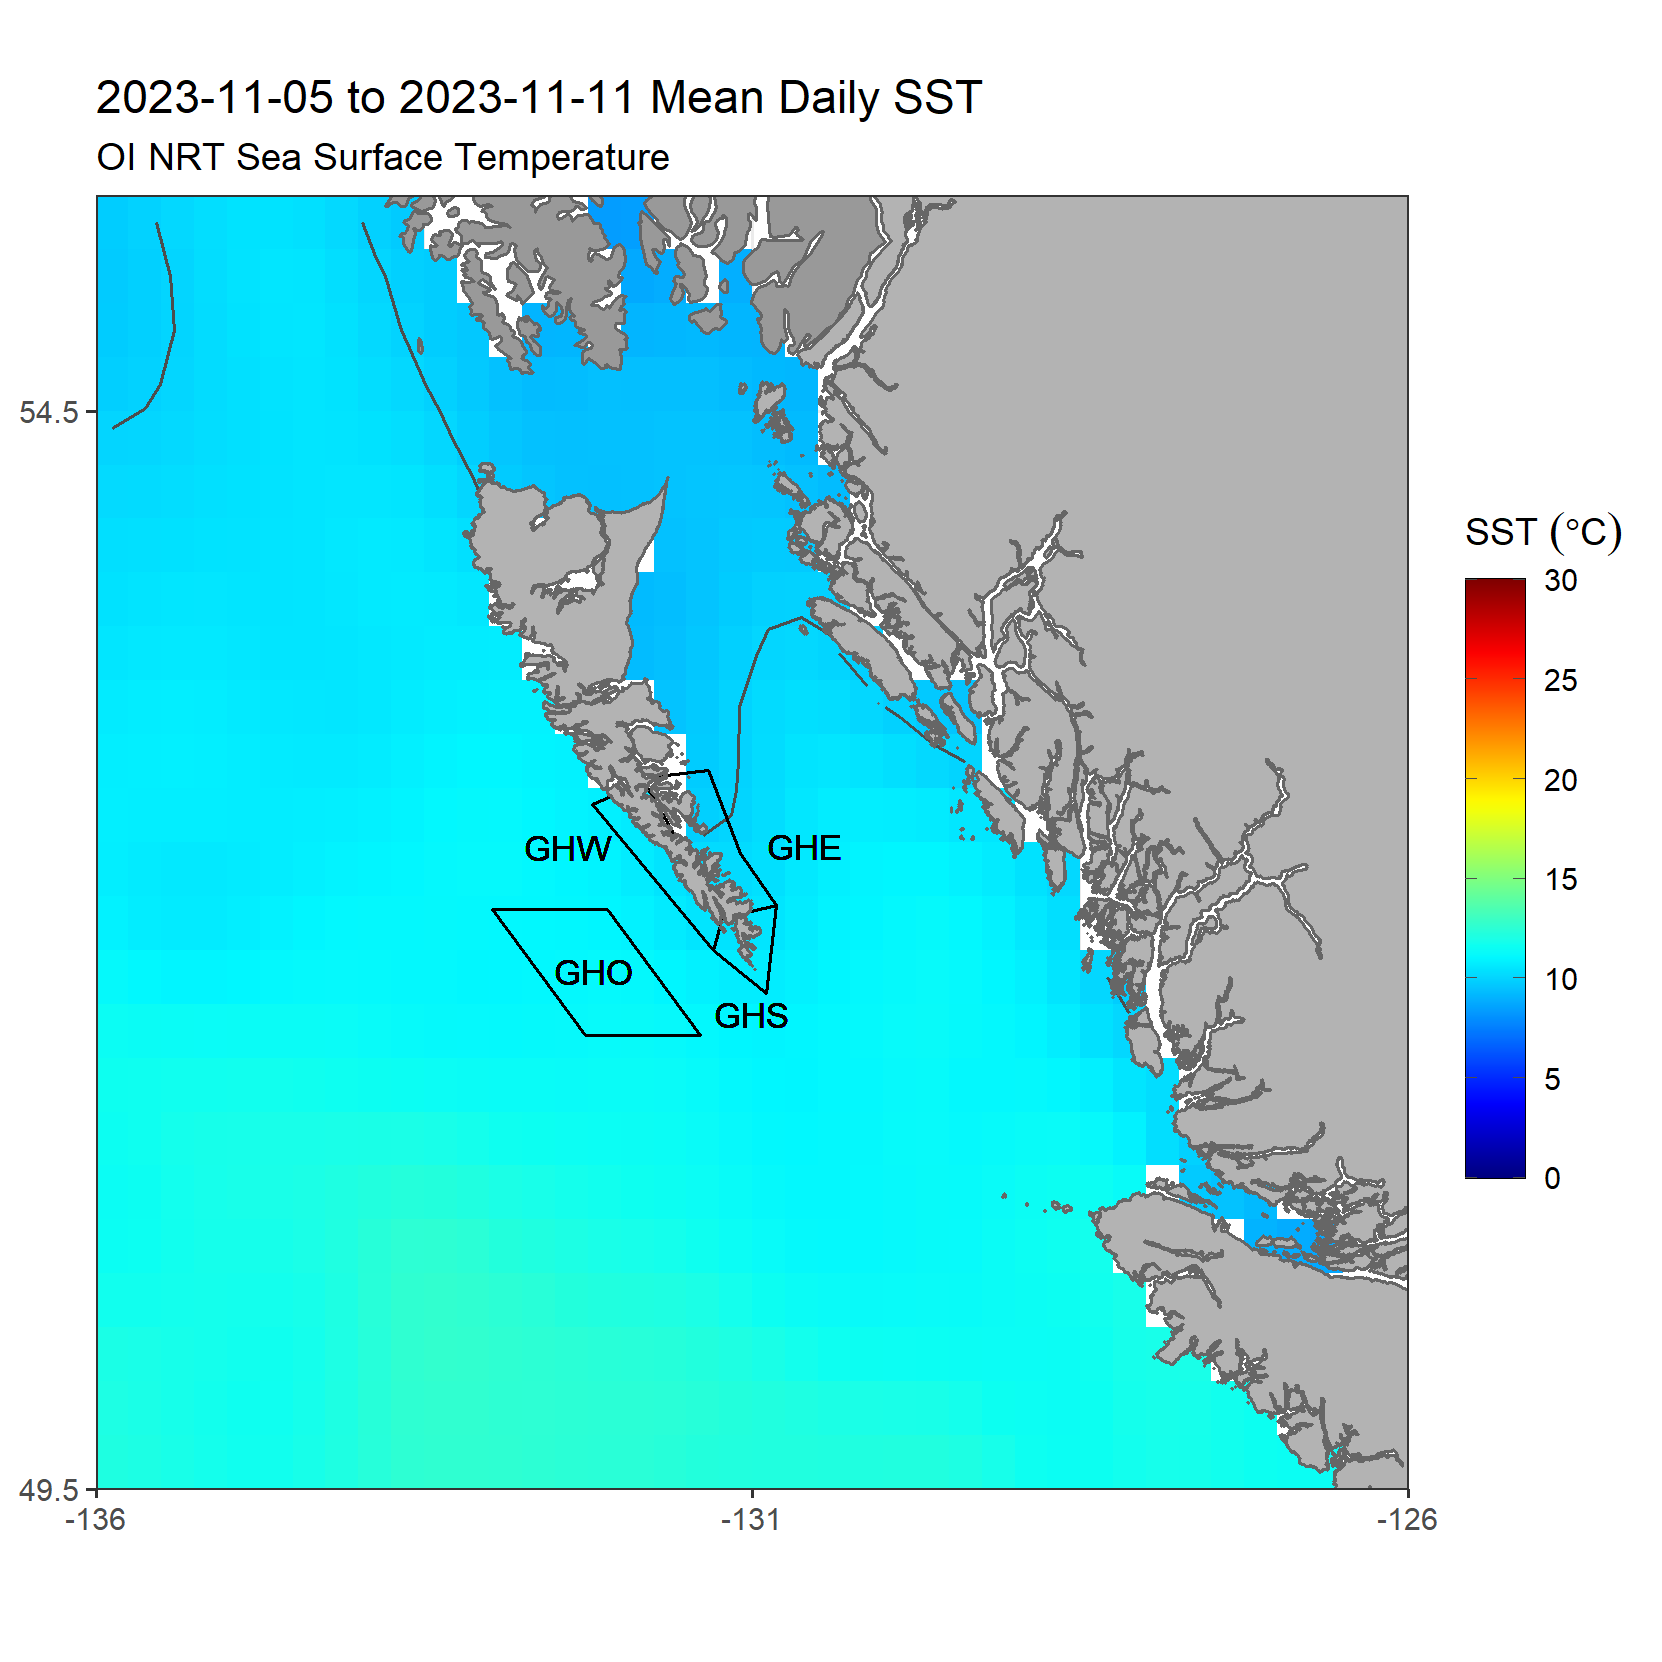 2023-11-05 to 2023-11-11 Mean Daily SST
OI NRT Sea Surface Temperature
54.5
49.5
-136
-131
-126
GHW
GHE
GHO
GHS
SST (°C)
30
25
20
15
10
5
0